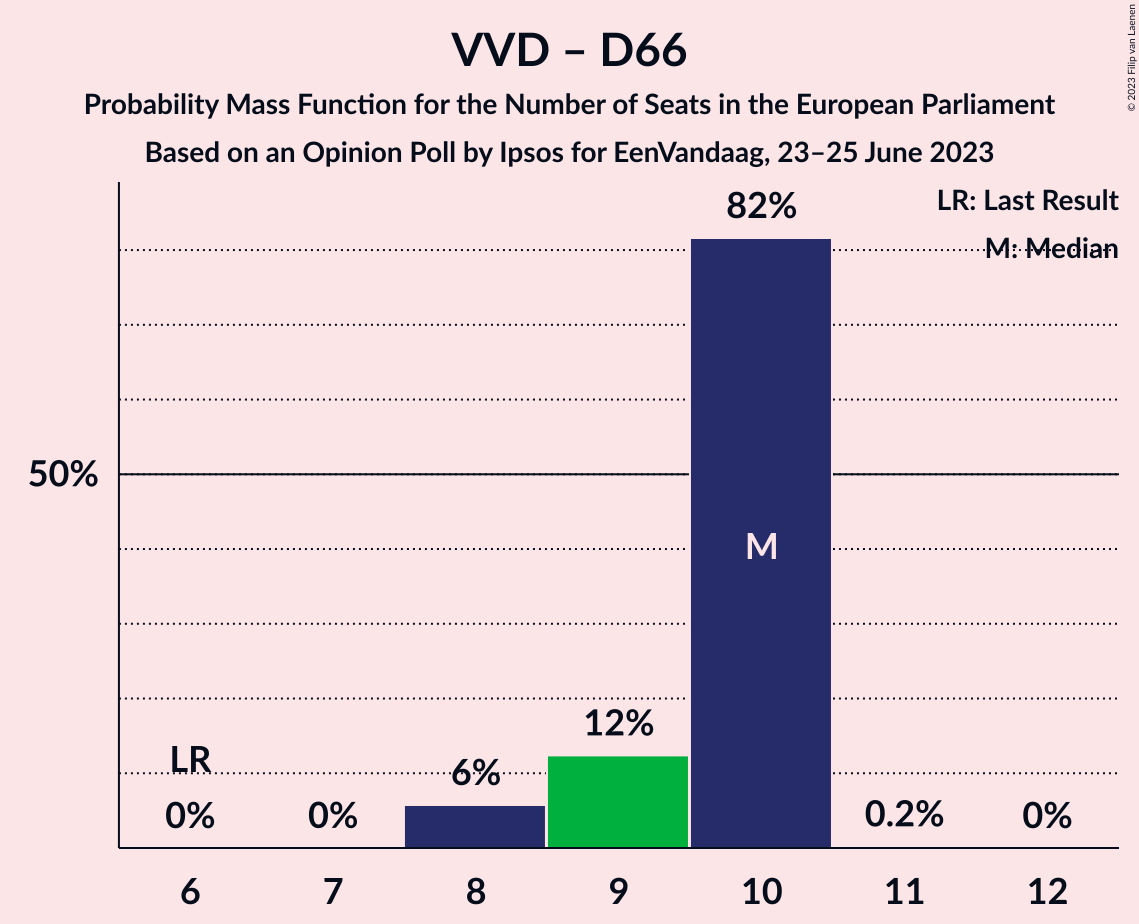 VVD – D66
Probability Mass Function for the Number of Seats in the European Parliament
Based on an Opinion Poll by Ipsos for EenVandaag, 23–25 June 2023
© 2023 Filip van Laenen
LR: Last Result
M: Median
82%
50%
M
12%
LR
6%
0%
0%
0.2%
0%
6 7 8 9 10 11 12